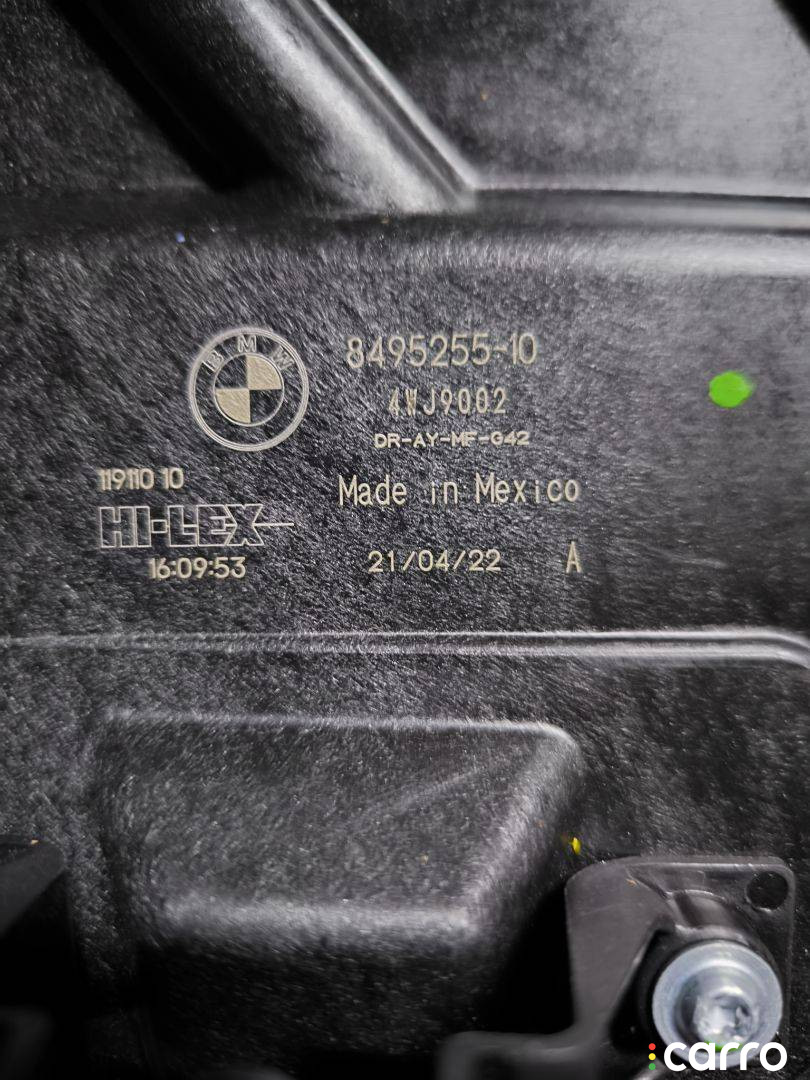 BMW
8495255-10
4WJ9002
DR-AY-MF-G42
119110 10
HI-LEX
Made in Mexico
16:09:53
21/04/22 A
carro